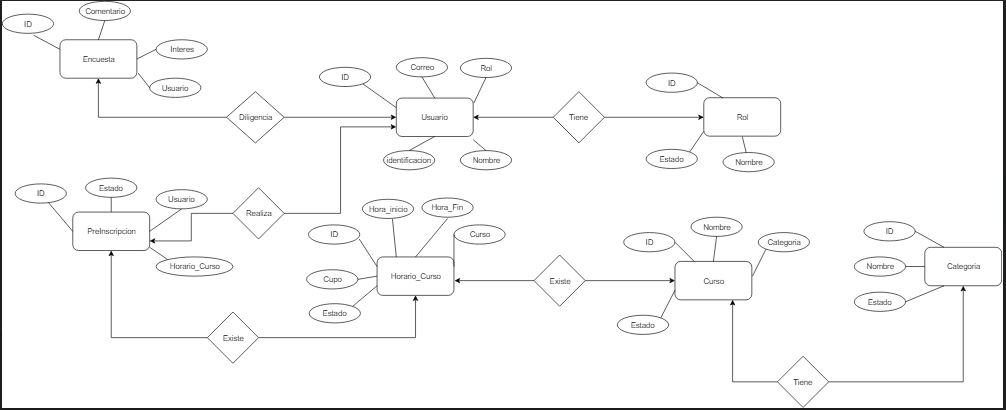 Comentario
ID
Interes
Encuesta
Usuario
Diligencia
ID
Correo
Rol
Usuario
identificacion
Nombre
Tiene
ID
Rol
Estado
Nombre
ID
Estado
Usuario
PreInscripcion
Horario_Curso
Realiza
Hora_inicio
Hora_Fin
ID
Curso
Cupo
Horario_Curso
Estado
Existe
Existe
ID
Nombre
Categoria
Curso
Estado
ID
Nombre
Categoria
Estado
Tiene